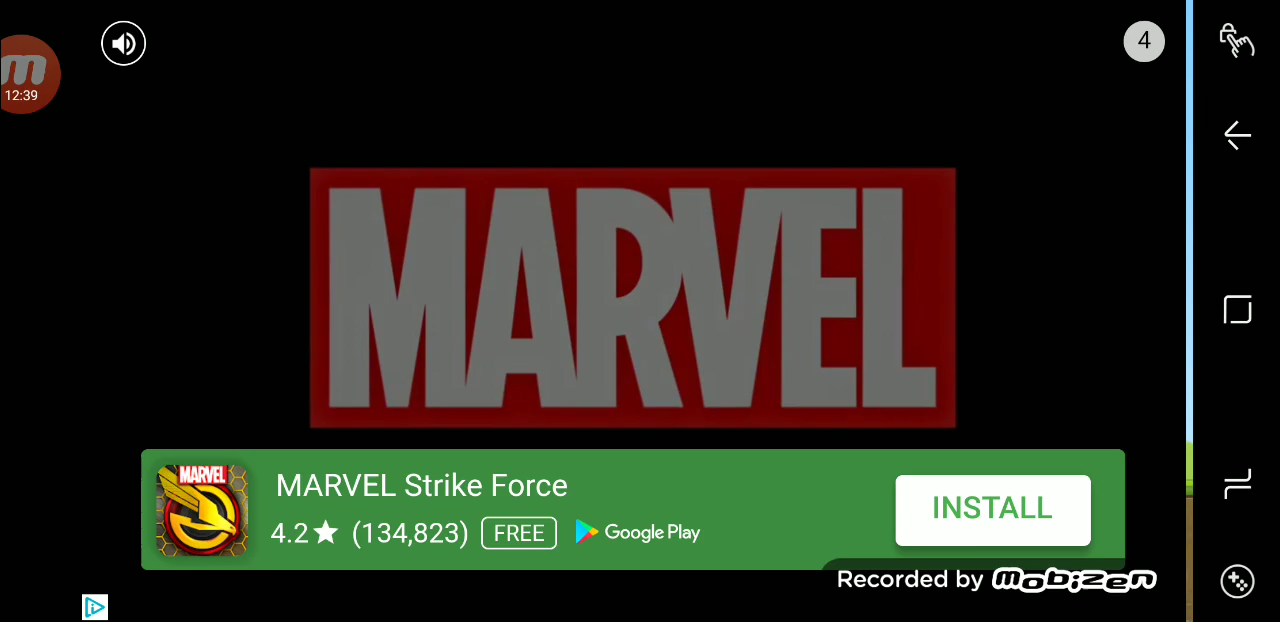 4
m
12:39
MARVEL
MARVEL
MARVEL Strike Force
4.2★ (134,823) FREE Google Play
INSTALL
Recorded by mobizen